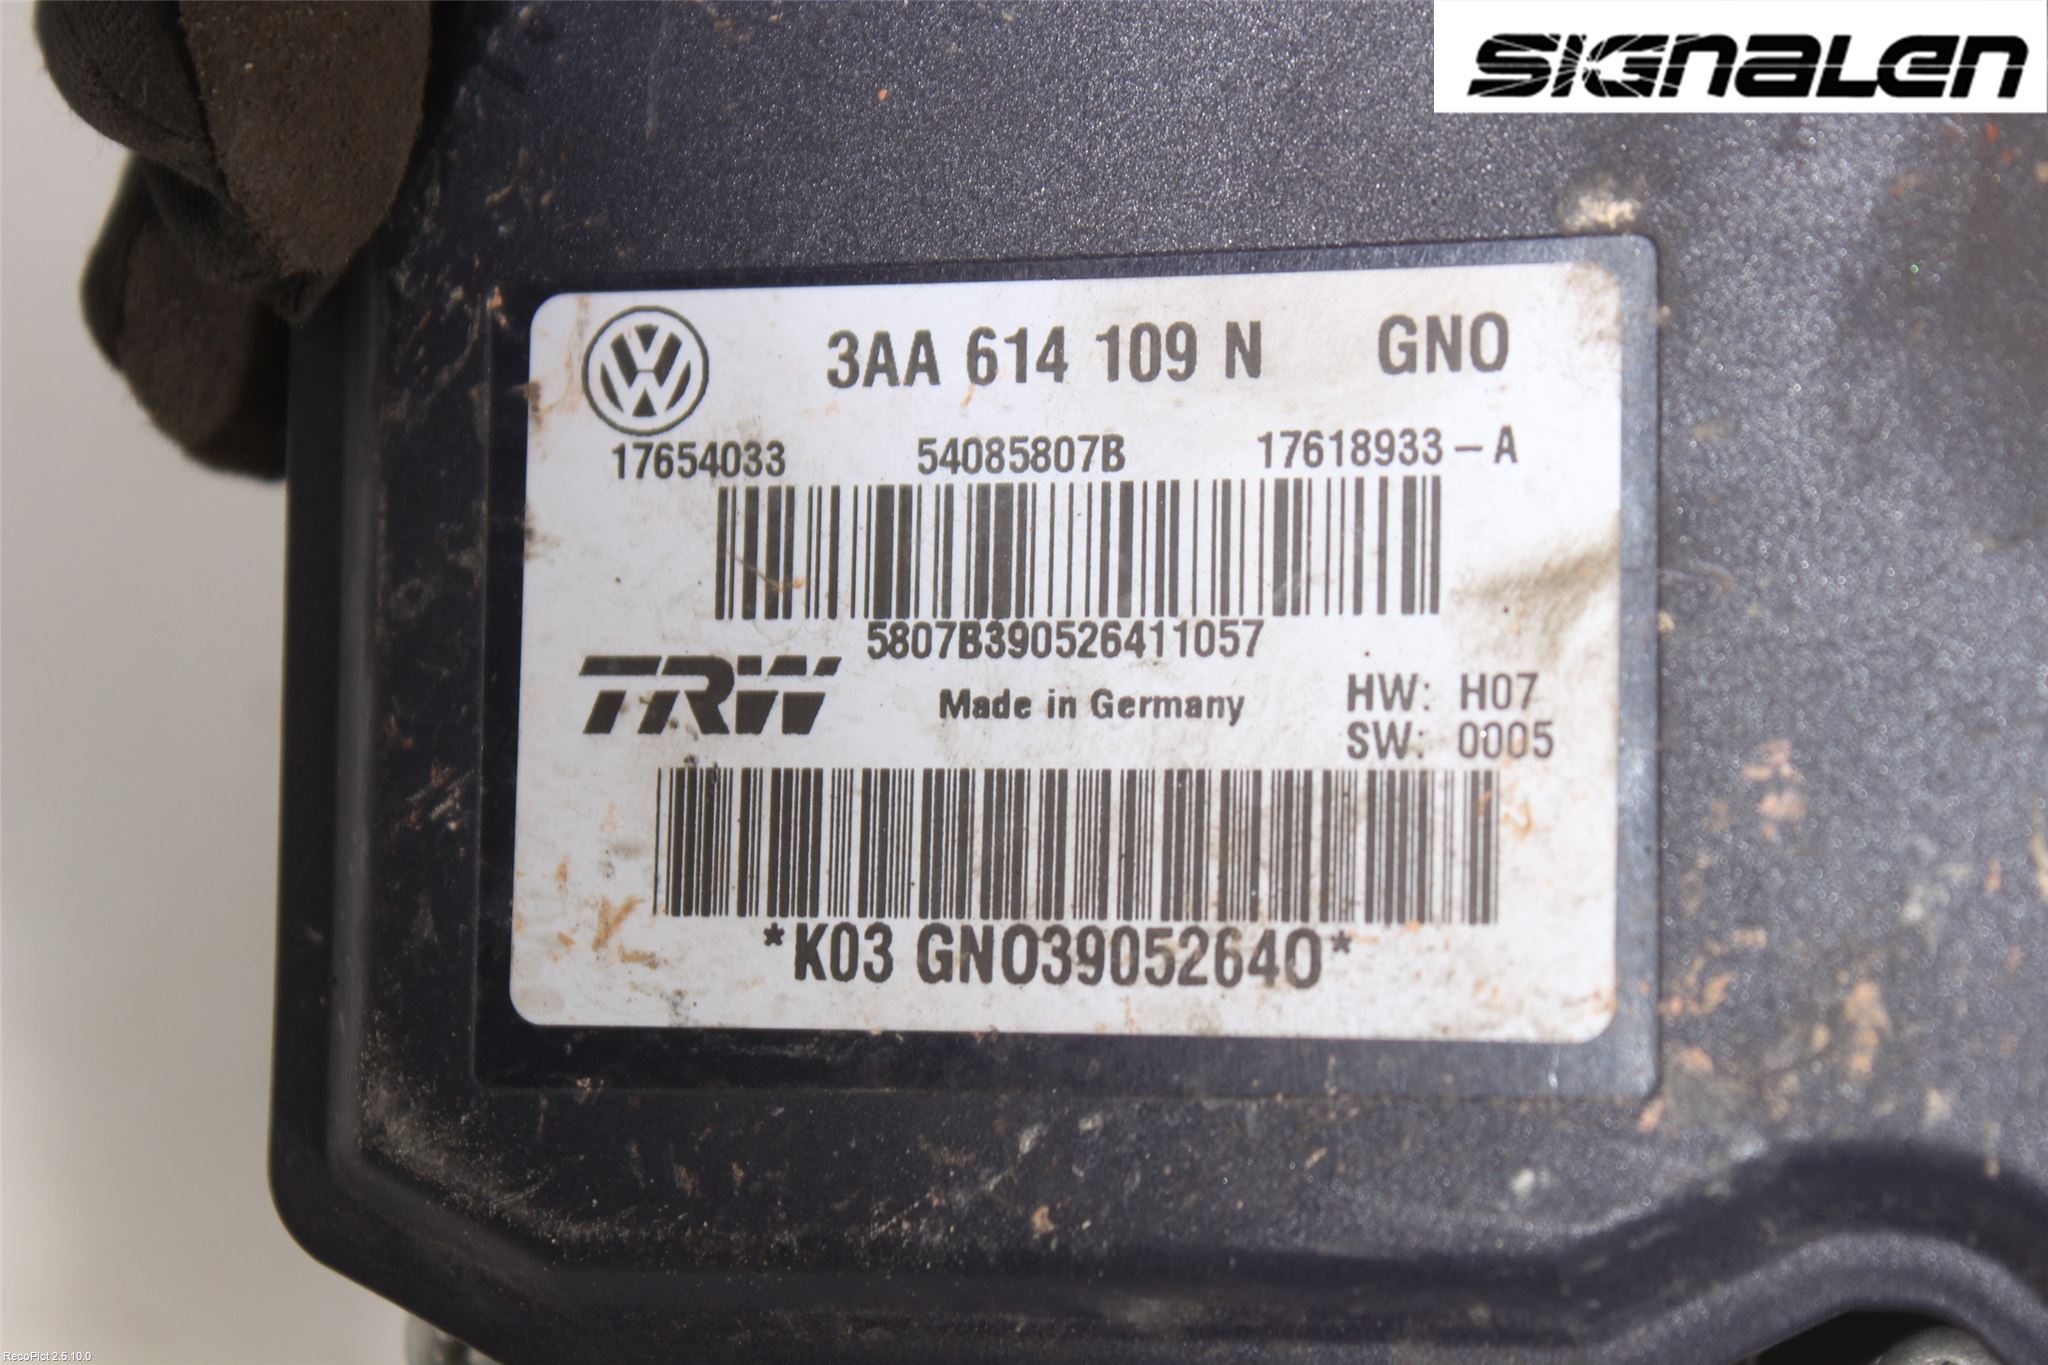 SIGNALEN
3AA 614 109 N GNO
17654033 54085807B 17618933-A
5807B390526411057
TRW Made in Germany HW: H07
SW: 0005
*K03 GNO39052640*
RecoPict 2.5.10.0